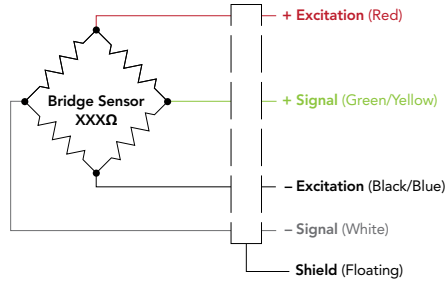 + Excitation (Red)
Bridge Sensor
XXXΩ
+ Signal (Green/Yellow)
– Excitation (Black/Blue)
– Signal (White)
Shield (Floating)